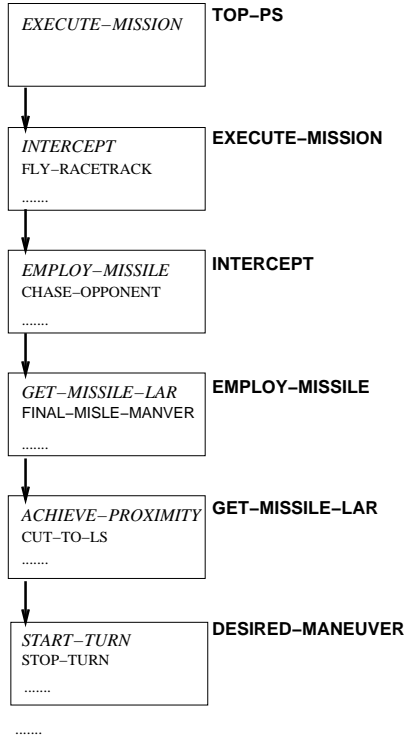 EXECUTE–MISSION
TOP–PS
INTERCEPT
FLY–RACETRACK
.......
EXECUTE–MISSION
EMPLOY–MISSILE
CHASE–OPPONENT
.......
INTERCEPT
GET–MISSILE–LAR
FINAL–MISLE–MANVER
.......
EMPLOY–MISSILE
ACHIEVE–PROXIMITY
CUT–TO–LS
.......
GET–MISSILE–LAR
START–TURN
STOP–TURN
.......
DESIRED–MANEUVER
.......